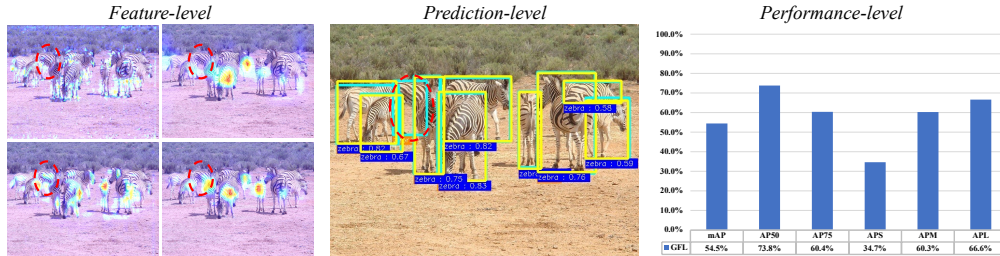 Feature-level
Prediction-level
Performance-level
zebra : 0.82
zebra : 0.67
zebra : 0.75
zebra : 0.82
zebra : 0.83
zebra : 0.58
zebra : 0.59
zebra : 0.76
100.0%
90.0%
80.0%
70.0%
60.0%
50.0%
40.0%
30.0%
20.0%
10.0%
0.0%
mAP AP50 AP75 APS APM APL
GFL 54.5% 73.8% 60.4% 34.7% 60.3% 66.6%